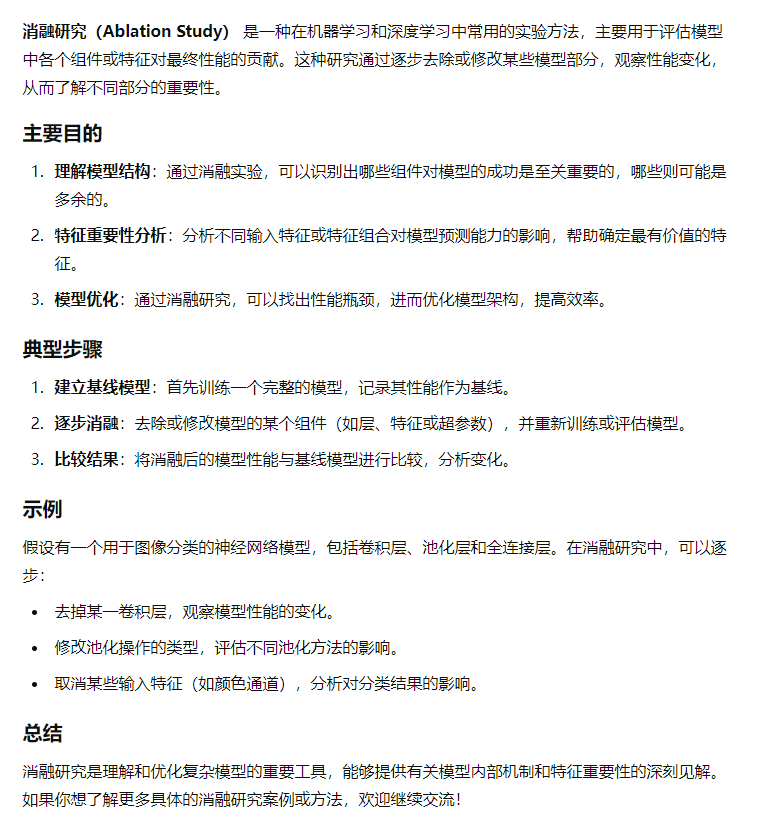 消融研究（Ablation Study） 是一种在机器学习和深度学习中常用的实验方法，主要用于评估模型
中各个组件或特征对最终性能的贡献。这种研究通过逐步去除或修改某些模型部分，观察性能变化，
从而了解不同部分的重要性。
主要目的
1. 理解模型结构：通过消融实验，可以识别出哪些组件对模型的成功是至关重要的，哪些则可能是
多余的。
2. 特征重要性分析：分析不同输入特征或特征组合对模型预测能力的影响，帮助确定最有价值的特
征。
3. 模型优化：通过消融研究，可以找出性能瓶颈，进而优化模型架构，提高效率。
典型步骤
1. 建立基线模型：首先训练一个完整的模型，记录其性能作为基线。
2. 逐步消融：去除或修改模型的某个组件（如层、特征或超参数），并重新训练或评估模型。
3. 比较结果：将消融后的模型性能与基线模型进行比较，分析变化。
示例
假设有一个用于图像分类的神经网络模型，包括卷积层、池化层和全连接层。在消融研究中，可以逐
步：
• 去掉某一卷积层，观察模型性能的变化。
• 修改池化操作的类型，评估不同池化方法的影响。
• 取消某些输入特征（如颜色通道），分析对分类结果的影响。
总结
消融研究是理解和优化复杂模型的重要工具，能够提供有关模型内部机制和特征重要性的深刻见解。
如果你想了解更多具体的消融研究案例或方法，欢迎继续交流！